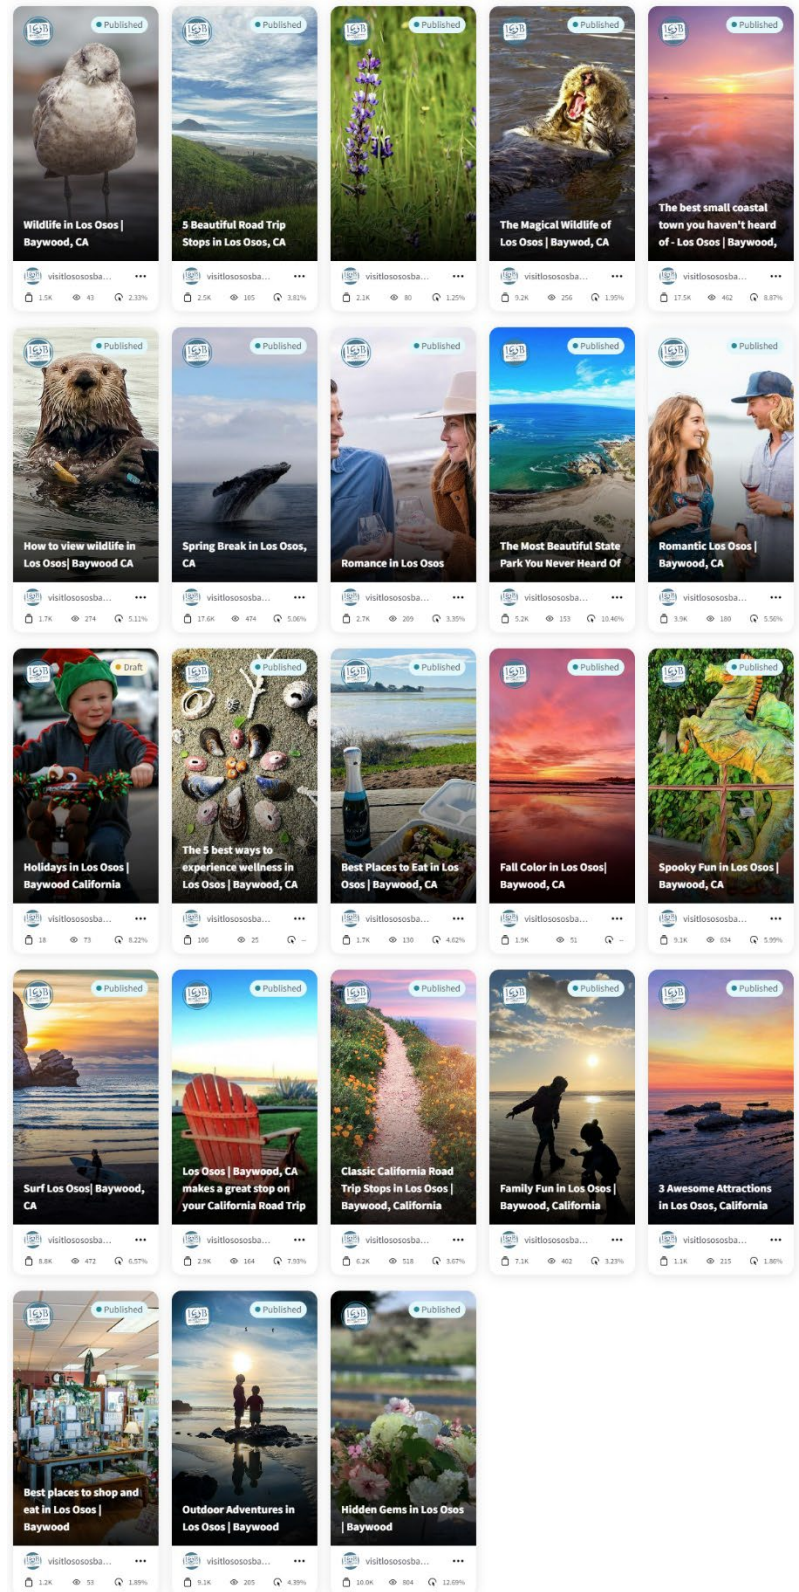 Published
Wildlife in Los Osos |
Baywood, CA
visitlosososba...
1.5K 43 2.33%
Published
5 Beautiful Road Trip
Stops in Los Osos, CA
visitlosososba...
2.5K 105 3.81%
Published
visitlosososba...
2.1K 80 1.25%
Published
The Magical Wildlife of
Los Osos | Baywod, CA
visitlosososba...
9.2K 256 1.95%
Published
The best small coastal
town you haven't heard
of - Los Osos | Baywood,
visitlosososba...
17.5K 462 8.87%
Published
How to view wildlife in
Los Osos| Baywood CA
visitlosososba...
1.7K 274 5.11%
Published
Spring Break in Los Osos,
CA
visitlosososba...
17.6K 474 5.06%
Published
Romance in Los Osos
visitlosososba...
2.7K 209 3.35%
Published
The Most Beautiful State
Park You Never Heard Of
visitlosososba...
5.2K 153 10.46%
Published
Romantic Los Osos |
Baywood, CA
visitlosososba...
3.9K 180 5.56%
Draft
Holidays in Los Osos |
Baywood California
visitlosososba...
18 73 8.22%
Published
The 5 best ways to
experience wellness in
Los Osos | Baywood, CA
visitlosososba...
106 25 –
Published
Best Places to Eat in Los
Osos | Baywood, CA
visitlosososba...
1.7K 130 4.62%
Published
Fall Color in Los Osos|
Baywood, CA
visitlosososba...
1.9K 51 –
Published
Spooky Fun in Los Osos |
Baywood, CA
visitlosososba...
9.1K 634 5.99%
Published
Surf Los Osos| Baywood,
CA
visitlosososba...
8.8K 472 6.57%
Published
Los Osos | Baywood, CA
makes a great stop on
your California Road Trip
visitlosososba...
2.9K 164 7.93%
Published
Classic California Road
Trip Stops in Los Osos |
Baywood, California
visitlosososba...
6.2K 518 3.67%
Published
Family Fun in Los Osos |
Baywood, California
visitlosososba...
7.1K 402 3.23%
Published
3 Awesome Attractions
in Los Osos, California
visitlosososba...
1.1K 215 1.86%
Published
Best places to shop and
eat in Los Osos |
Baywood
visitlosososba...
1.2K 53 1.89%
Published
Outdoor Adventures in
Los Osos | Baywood
visitlosososba...
9.1K 205 4.39%
Published
Hidden Gems in Los Osos
| Baywood
visitlosososba...
10.0K 804 12.69%